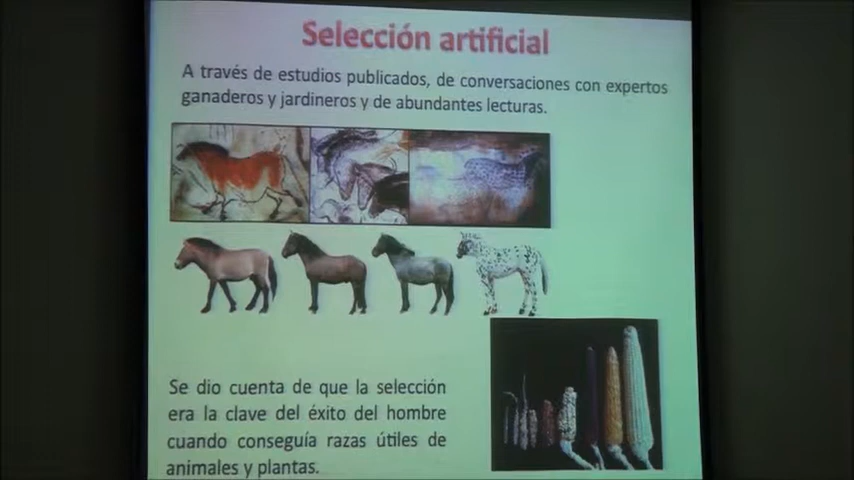 Selección artificial
A través de estudios publicados, de conversaciones con expertos
ganaderos y jardineros y de abundantes lecturas.
Se dio cuenta de que la selección
era la clave del éxito del hombre
cuando conseguía razas útiles de
animales y plantas.